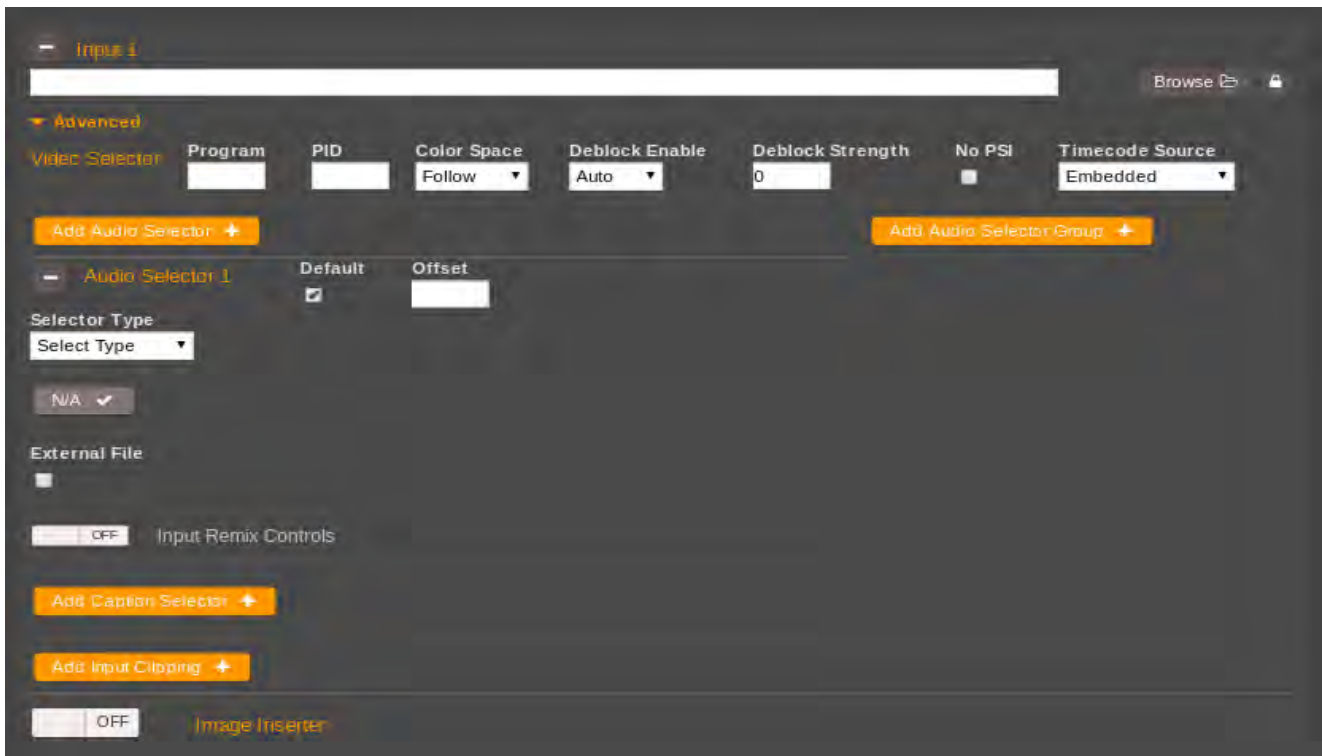 Input 1
Browse
Advanced
Video Selector Program PID Color Space Deblock Enable Deblock Strength No PSI Timecode Source
Follow Auto 0 Embedded
Add Audio Selector Add Audio Selector Group
Audio Selector 1 Default Offset
Selector Type
Select Type
N/A
External File
OFF Input Remix Controls
Add Caption Selector
Add Input Clipping
OFF Image Inserter